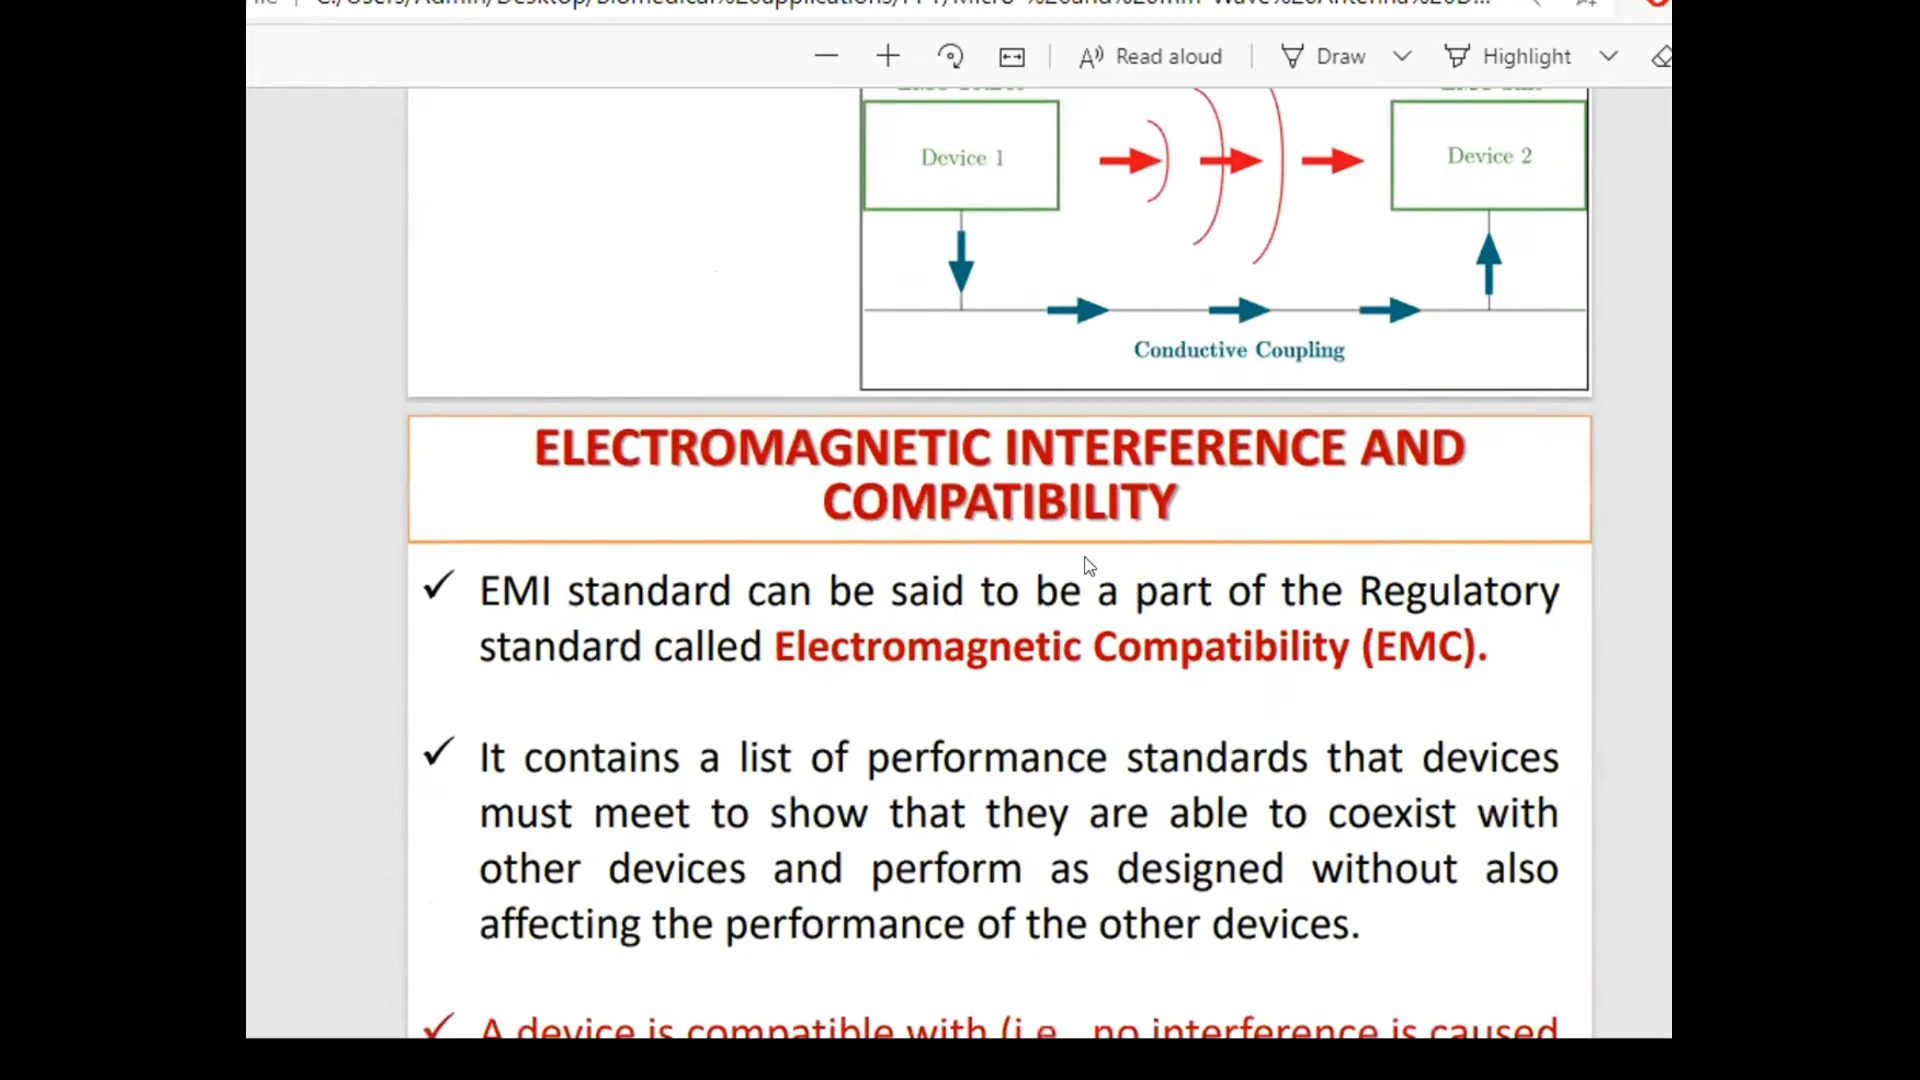 Read aloud
Draw
Highlight
Device 1
Device 2
Conductive Coupling
ELECTROMAGNETIC INTERFERENCE AND
COMPATIBILITY
✓ EMI standard can be said to be a part of the Regulatory
standard called Electromagnetic Compatibility (EMC).
✓ It contains a list of performance standards that devices
must meet to show that they are able to coexist with
other devices and perform as designed without also
affecting the performance of the other devices.
✓ A device is compatible with (i.e., no interference is caused